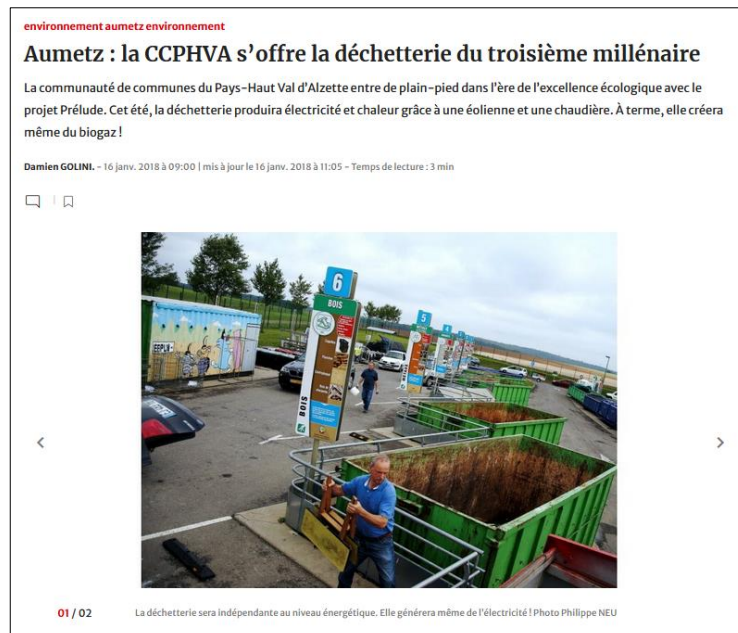 environnement aumetz environnement
Aumetz : la CCPHVA s’offre la déchetterie du troisième millénaire
La communauté de communes du Pays-Haut Val d’Alzette entre de plain-pied dans l’ère de l’excellence écologique avec le
projet Prélude. Cet été, la déchetterie produira électricité et chaleur grâce à une éolienne et une chaudière. À terme, elle créera
même du biogaz !
Damien GOLINI. - 16 janv. 2018 à 09:00 | mis à jour le 16 janv. 2018 à 11:05 - Temps de lecture : 3 min
6
BOIS
5
BOIS
01 / 02
La déchetterie sera indépendante au niveau énergétique. Elle générera même de l’électricité ! Photo Philippe NEU